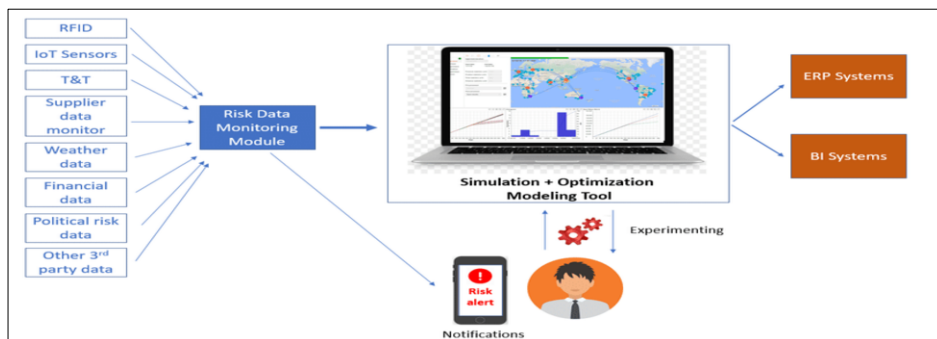 RFID
IoT Sensors
T&T
Supplier
data
monitor
Weather
data
Financial
data
Political risk
data
Other 3rd
party data
Risk Data
Monitoring
Module
Simulation + Optimization
Modeling Tool
ERP Systems
BI Systems
Experimenting
Risk
alert
Notifications